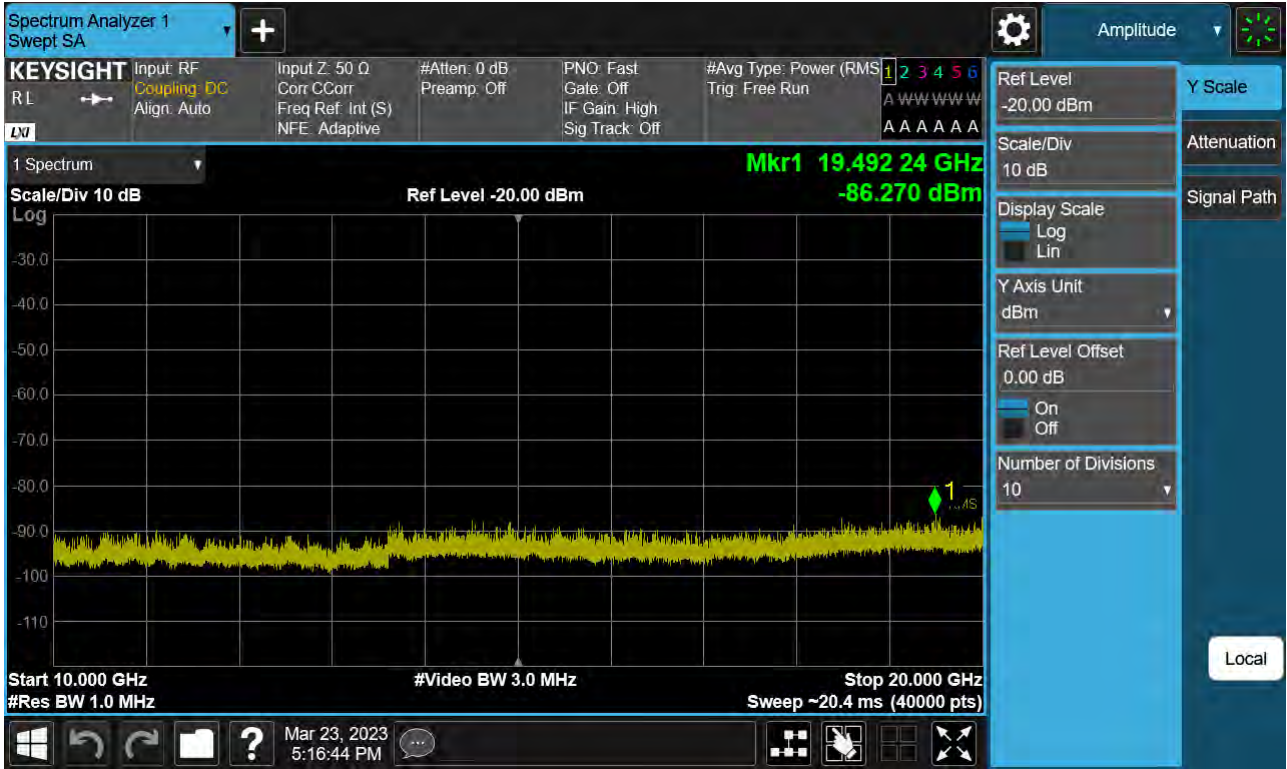 Spectrum Analyzer 1
Swept SA
Amplitude
KEYSIGHT
R L
LXI
Input: RF
Coupling: DC
Align: Auto
Input Z: 50 Ω
Corr CCorr
Freq Ref: Int (S)
NFE: Adaptive
#Atten: 0 dB
Preamp: Off
PNO: Fast
Gate: Off
IF Gain: High
Sig Track: Off
#Avg Type: Power (RMS
Trig: Free Run
1 2 3 4 5 6
A W W W W W
A A A A A A
1 Spectrum
Mkr1 19.492 24 GHz
-86.270 dBm
Scale/Div 10 dB
Ref Level -20.00 dBm
Log
-30.0
-40.0
-50.0
-60.0
-70.0
-80.0
-90.0
-100
-110
1
Start 10.000 GHz
#Video BW 3.0 MHz
Stop 20.000 GHz
#Res BW 1.0 MHz
Sweep ~20.4 ms (40000 pts)
Ref Level
-20.00 dBm
Scale/Div
10 dB
Display Scale
Log
Lin
Y Axis Unit
dBm
Ref Level Offset
0.00 dB
On
Off
Number of Divisions
10
Y Scale
Attenuation
Signal Path
Local
Mar 23, 2023
5:16:44 PM